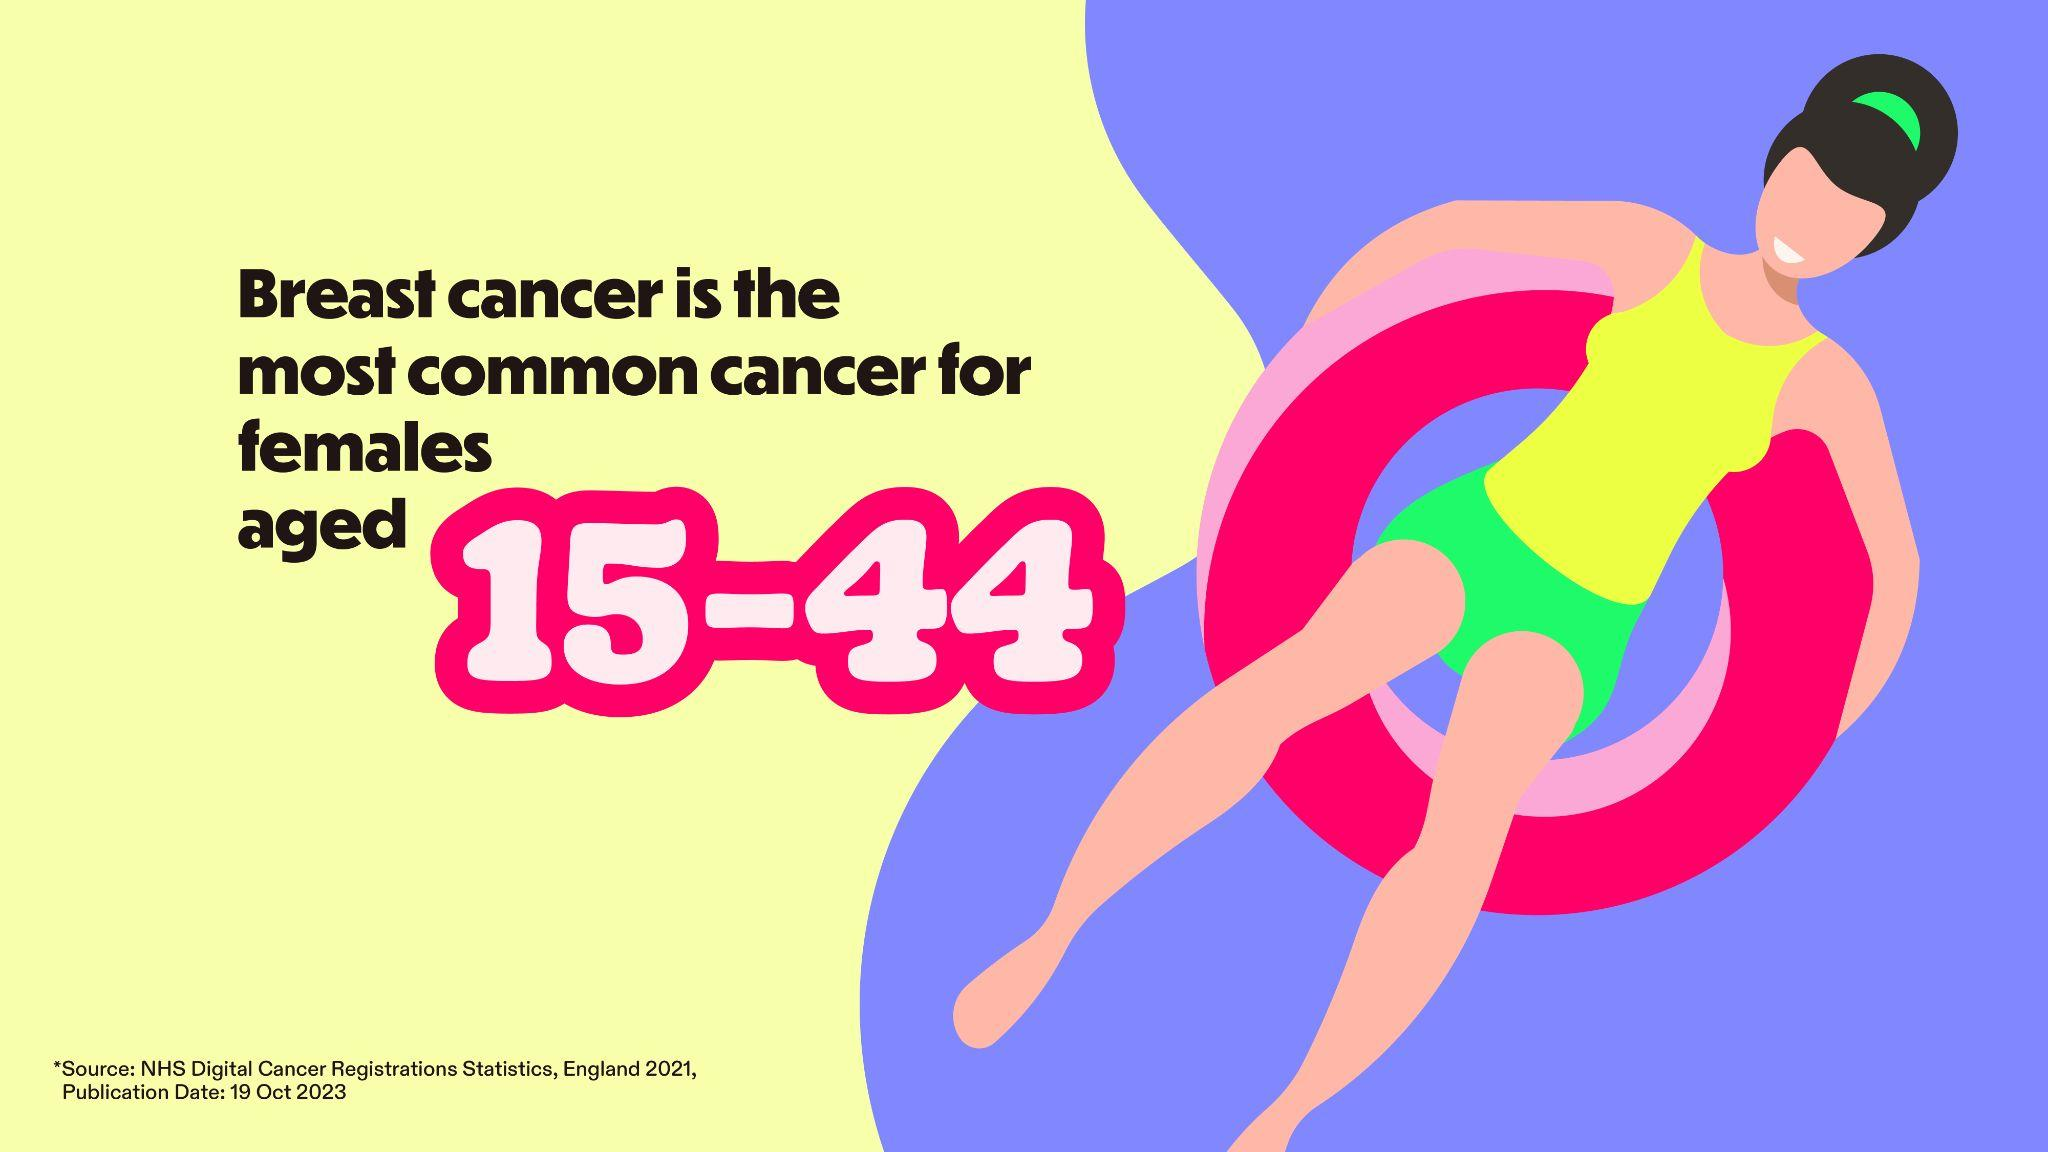 Breast cancer is the
most common cancer for
females
aged 15–44
*Source: NHS Digital Cancer Registrations Statistics, England 2021,
Publication Date: 19 Oct 2023